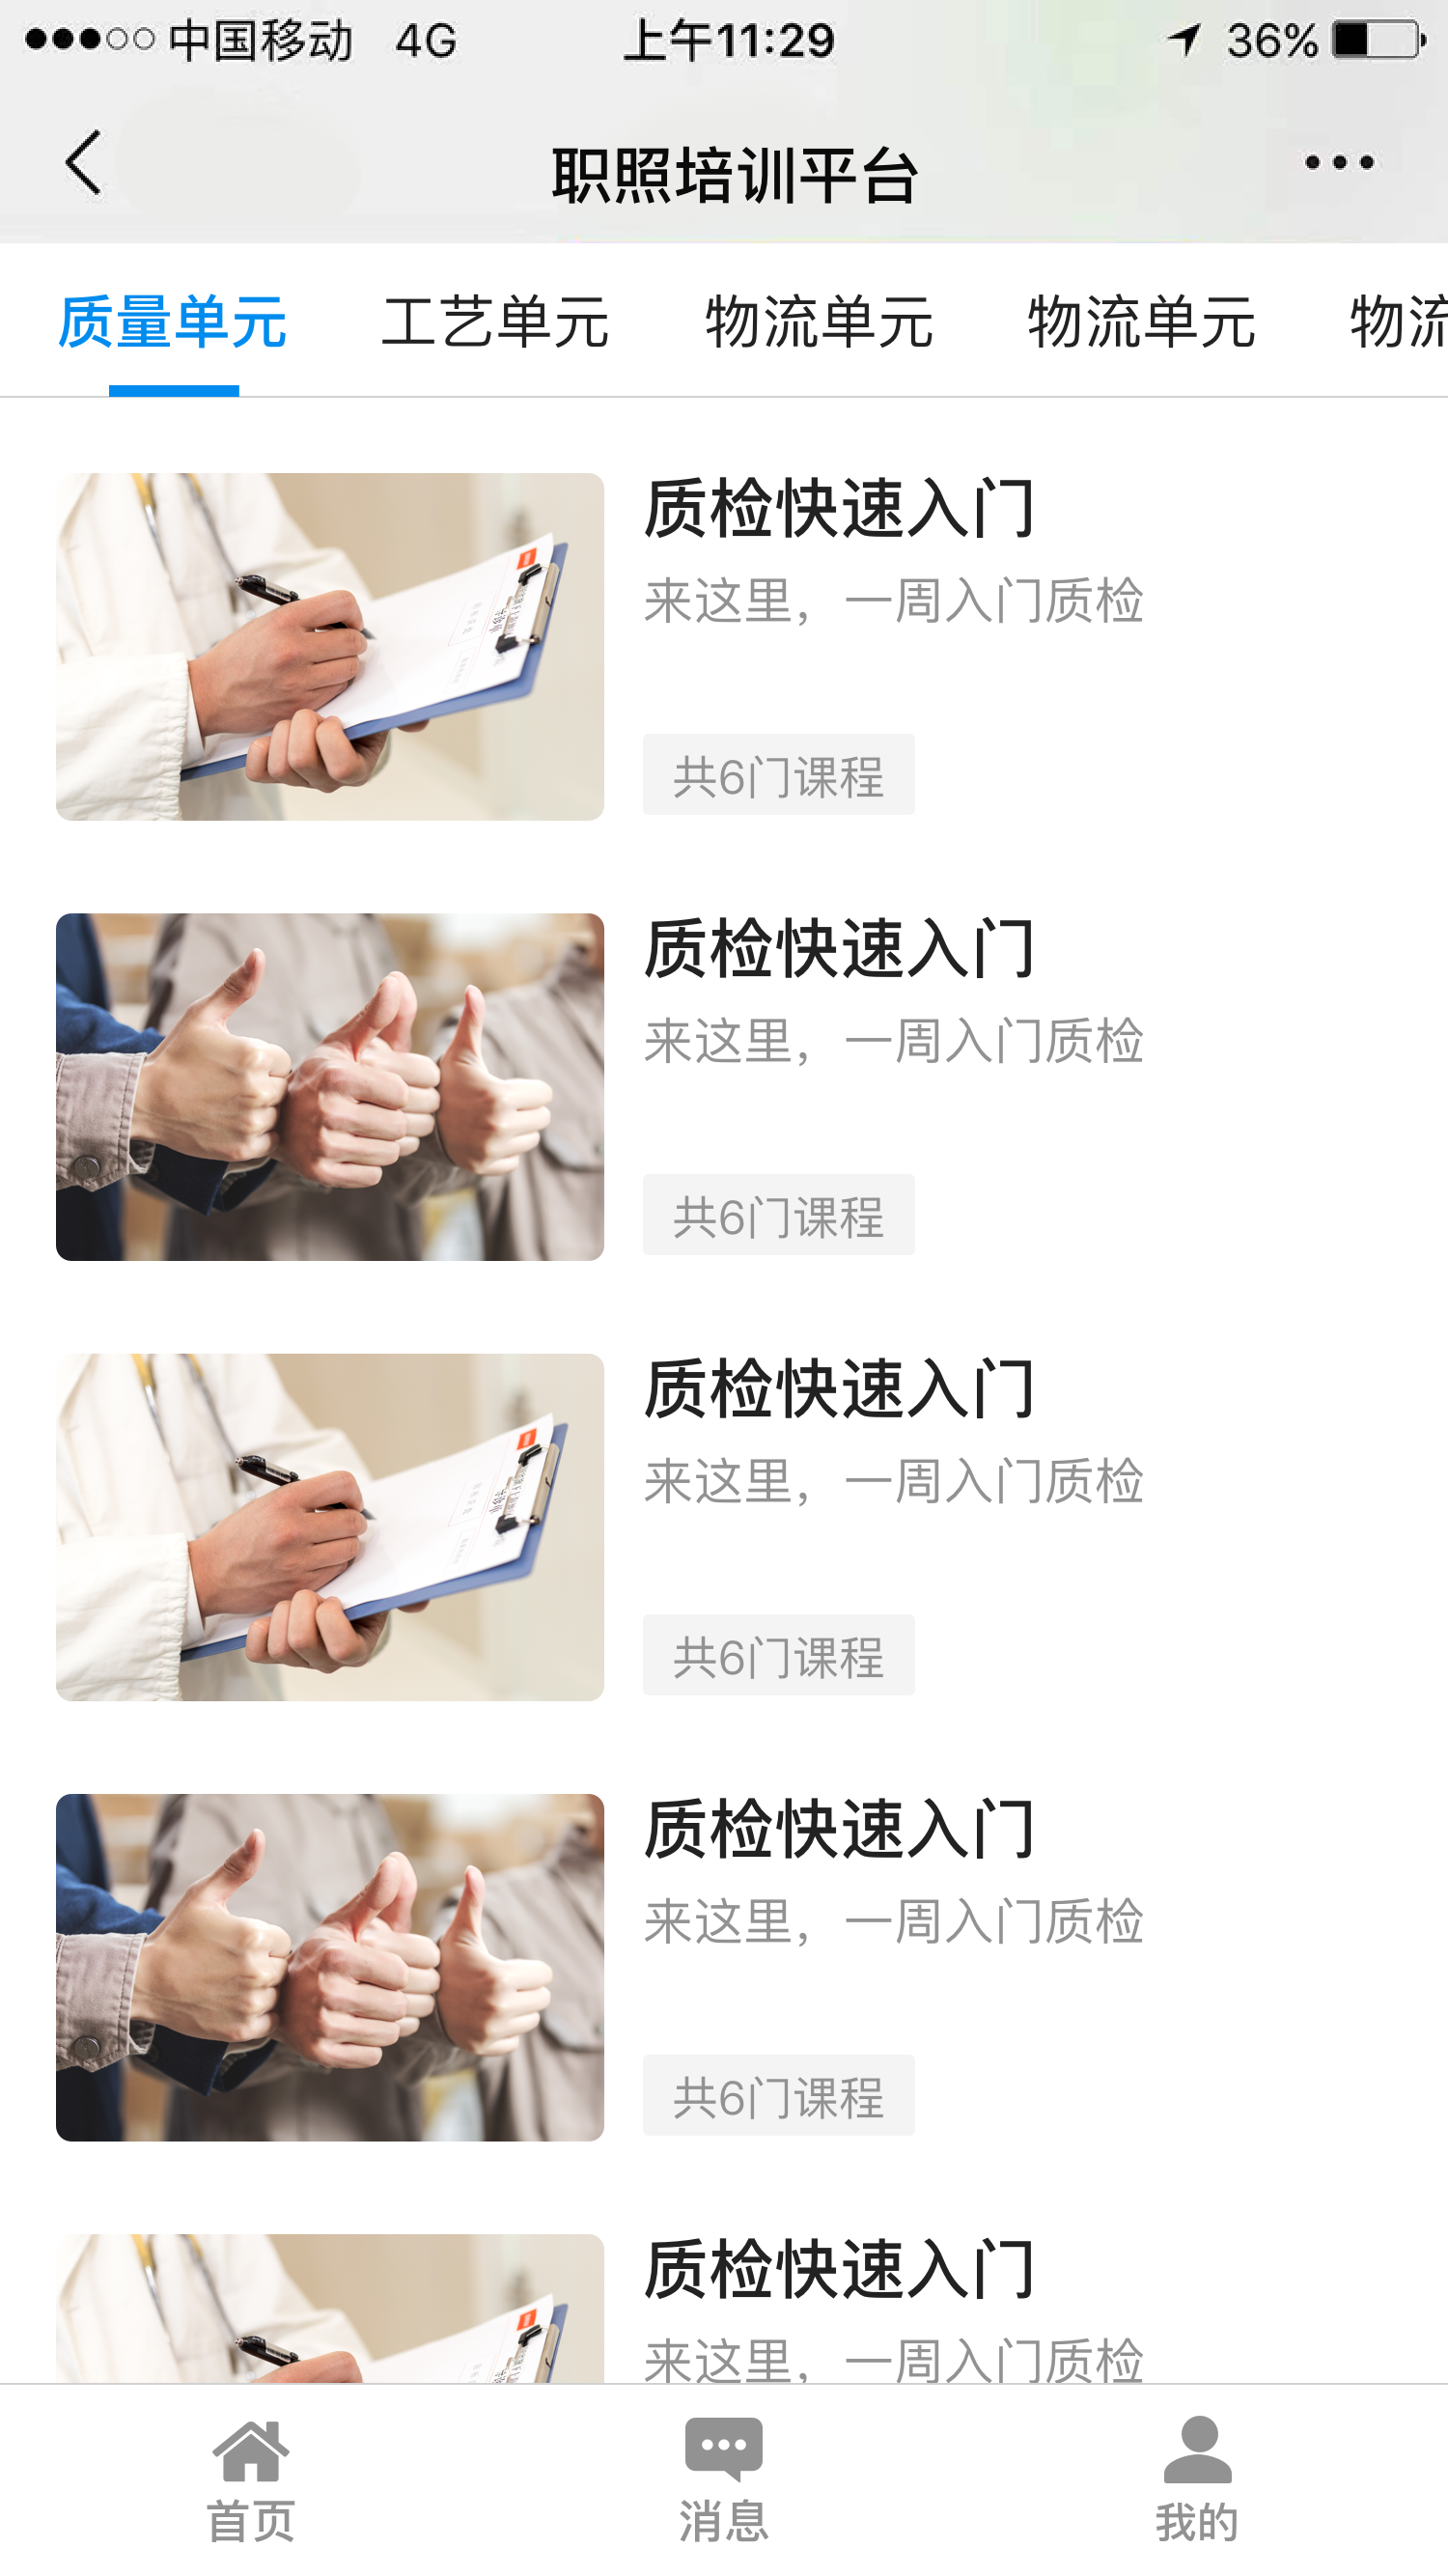 中国移动 4G 上午11:29 36%
职照培训平台
质量单元 工艺单元 物流单元 物流单元 物流
质检快速入门
来这里，一周入门质检
共6门课程
质检快速入门
来这里，一周入门质检
共6门课程
质检快速入门
来这里，一周入门质检
共6门课程
质检快速入门
来这里，一周入门质检
共6门课程
质检快速入门
来这里，一周入门质检
首页 消息 我的